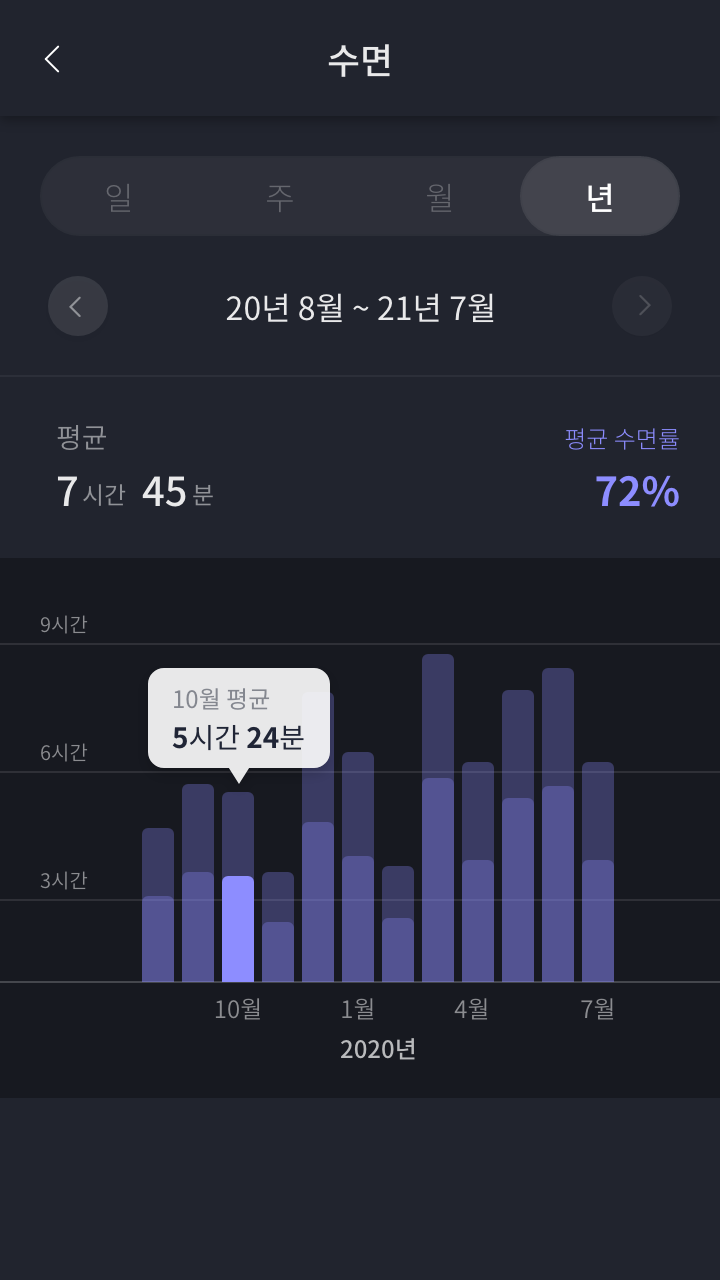 수면
일 주 월 년
20년 8월 ~ 21년 7월
평균 평균 수면률
7시간 45분 72%
9시간
10월 평균
5시간 24분
6시간
3시간
10월 1월 4월 7월
2020년